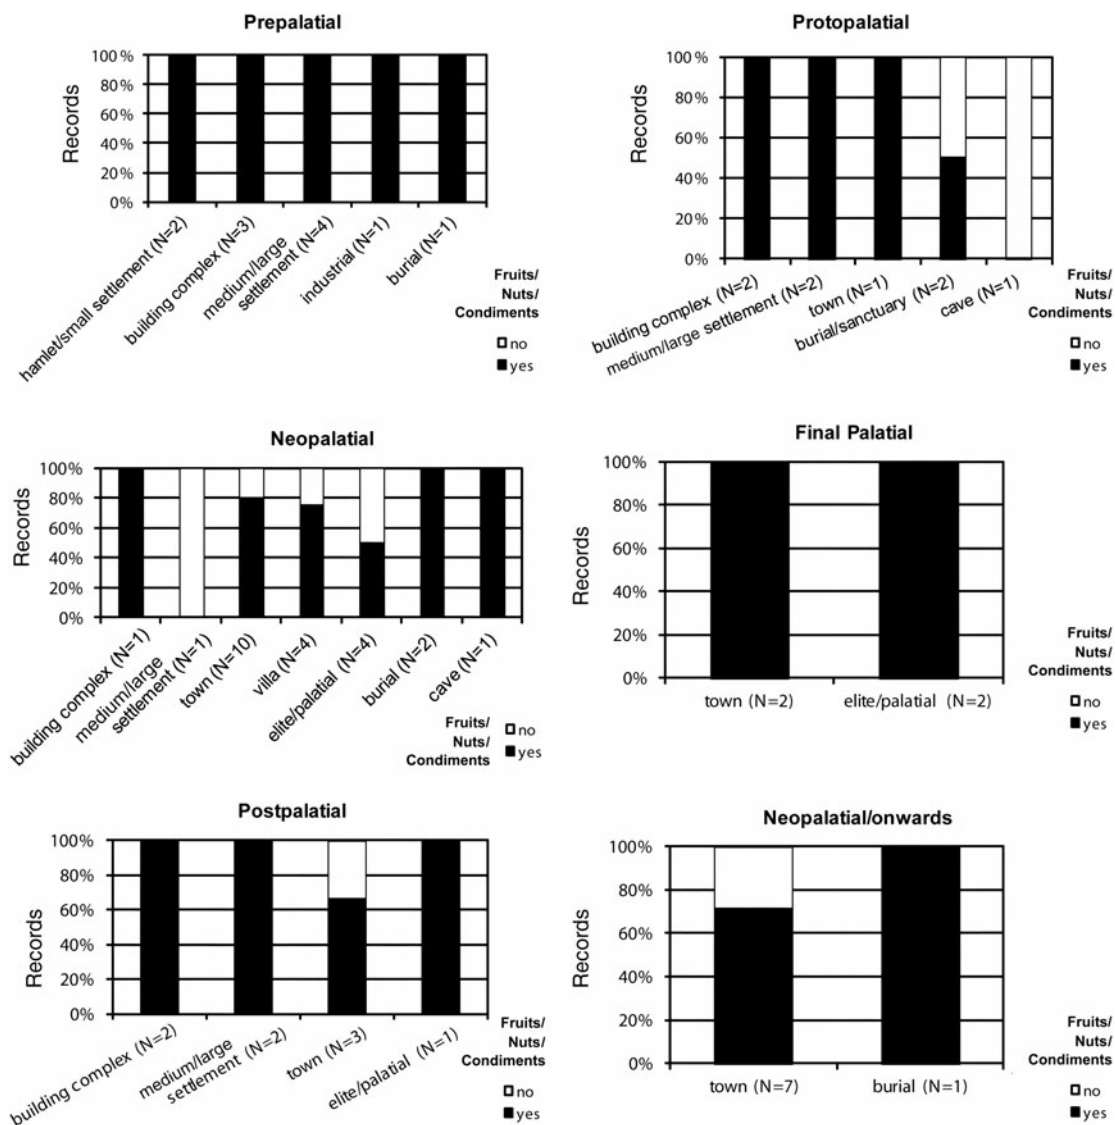 Prepalatial
Records
100%
80%
60%
40%
20%
0%
hamlet/small settlement (N=2)
building complex (N=3)
medium/large
settlement (N=4)
industrial (N=1)
burial (N=1)
Fruits/
Nuts/
Condiments
no
yes
Protopalatial
Records
100%
80%
60%
40%
20%
0%
building complex (N=2)
medium/large settlement (N=2)
town (N=1)
burial/sanctuary (N=2)
cave (N=1)
Fruits/
Nuts/
Condiments
no
yes
Neopalatial
Records
100%
80%
60%
40%
20%
0%
building complex (N=1)
medium/large
settlement (N=1)
town (N=10)
villa (N=4)
elite/palatial (N=4)
burial (N=2)
cave (N=1)
Fruits/
Nuts/
Condiments
no
yes
Final Palatial
Records
100%
80%
60%
40%
20%
0%
town (N=2)
elite/palatial (N=2)
Fruits/
Nuts/
Condiments
no
yes
Postpalatial
Records
100%
80%
60%
40%
20%
0%
building complex (N=2)
medium/large
settlement (N=2)
town (N=3)
elite/palatial (N=1)
Fruits/
Nuts/
Condiments
no
yes
Neopalatial/onwards
Records
100%
80%
60%
40%
20%
0%
town (N=7)
burial (N=1)
Fruits/
Nuts/
Condiments
no
yes